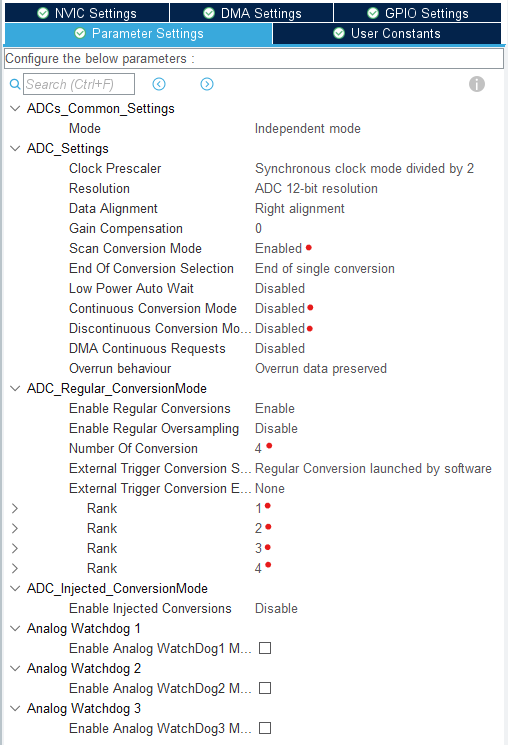 NVIC Settings DMA Settings GPIO Settings
Parameter Settings User Constants
Configure the below parameters :
Search (Ctrl+F)
ADCs_Common_Settings
Mode Independent mode
ADC_Settings
Clock Prescaler Synchronous clock mode divided by 2
Resolution ADC 12-bit resolution
Data Alignment Right alignment
Gain Compensation 0
Scan Conversion Mode Enabled
End Of Conversion Selection End of single conversion
Low Power Auto Wait Disabled
Continuous Conversion Mode Disabled
Discontinuous Conversion Mo... Disabled
DMA Continuous Requests Disabled
Overrun behaviour Overrun data preserved
ADC_Regular_ConversionMode
Enable Regular Conversions Enable
Enable Regular Oversampling Disable
Number Of Conversion 4
External Trigger Conversion S... Regular Conversion launched by software
External Trigger Conversion E... None
Rank 1
Rank 2
Rank 3
Rank 4
ADC_Injected_ConversionMode
Enable Injected Conversions Disable
Analog Watchdog 1
Enable Analog WatchDog1 M...
Analog Watchdog 2
Enable Analog WatchDog2 M...
Analog Watchdog 3
Enable Analog WatchDog3 M...